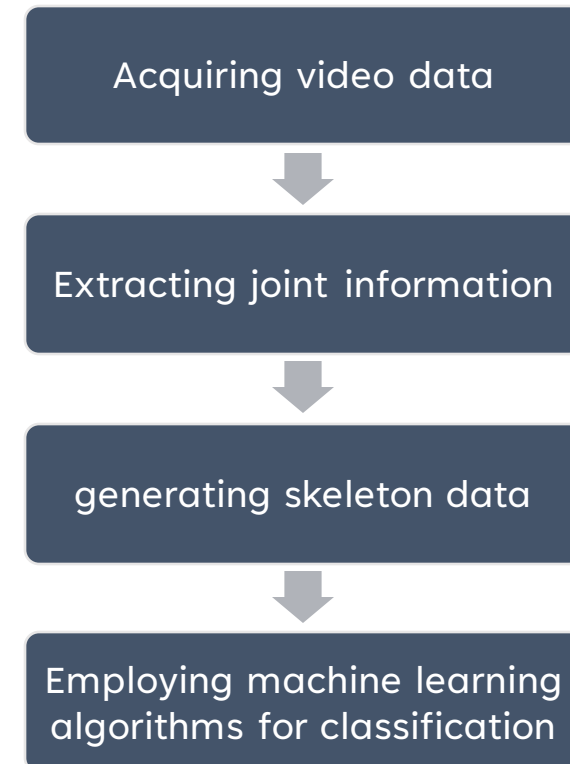 Acquiring video data
Extracting joint information
generating skeleton data
Employing machine learning
algorithms for classification